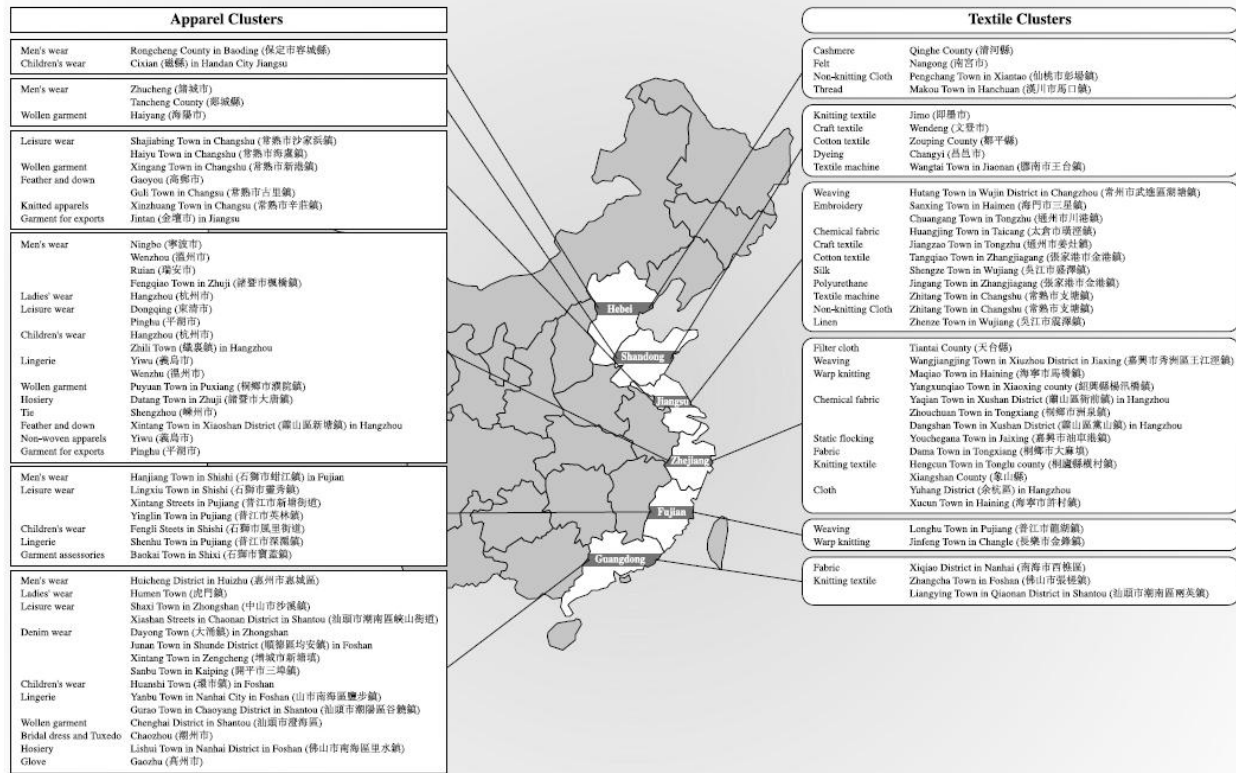 Apparel Clusters
Men's wear Rongcheng County in Baoding (保定市容城縣)
Children's wear Cixian (磁縣) in Handan City Jiangsu
Men's wear Zhucheng (諸城市)
Tancheng County (郯城縣)
Wollen garment Haiyang (海陽市)
Leisure wear Shajiabing Town in Changshu (常熟市沙家浜鎮)
Haiyu Town in Changshu (常熟市海虞鎮)
Wollen garment Xingang Town in Changshu (常熟市新港鎮)
Feather and down Gaoyou (高郵市)
Guli Town in Changsu (常熟市古里鎮)
Knitted apparels Xinzhuang Town in Changsu (常熟市辛莊鎮)
Garment for exports Jintan (金壇市) in Jiangsu
Men's wear Ningbo (寧波市)
Wenzhou (溫州市)
Ruian (瑞安市)
Fengqiao Town in Zhuji (諸暨市楓橋鎮)
Ladies' wear Hangzhou (杭州市)
Leisure wear Dongqing (東清市)
Pinghu (平湖市)
Children's wear Hangzhou (杭州市)
Zhili Town in Hangzhou
Lingerie Yiwu (義烏市)
Wenzhu (溫州市)
Wollen garment Puyuan Town in Puxiang (桐鄉市濮院鎮)
Hosiery Datang Town in Zhuji (諸暨市大唐鎮)
Tie Shengzhou (嵊州市)
Feather and down Xintang Town in Xiaoshan District (蕭山區新塘鎮) in Hangzhou
Non-woven apparels Yiwu (義烏市)
Garment for exports Pinghu (平湖市)
Men's wear Hanjiang Town in Shishi (石獅市蚶江鎮) in Fujian
Leisure wear Lingxiu Town in Shishi (石獅市靈秀鎮)
Xintang Streets in Pujiang (晋江市新塘街道)
Yinglin Town in Pujiang (晋江市英林鎮)
Children's wear Fengli Steets in Shishi (石獅市風里街道)
Lingerie Shenhu Town in Pujiang (晋江市深滬鎮)
Garment assessories Baokai Town in Shixi (石獅市寶蓋鎮)
Men's wear Huicheng District in Huizhu (惠州市惠城區)
Ladies' wear Humen Town (虎門鎮)
Leisure wear Shaxi Town in Zhongshan (中山市沙溪鎮)
Xiashan Streets in Chaonan District in Shantou (汕頭市潮南區峽山街道)
Denim wear Dayong Town (大涌鎮) in Zhongshan
Junan Town in Shunde District (順德區均安鎮) in Foshan
Xintang Town in Zengcheng (增城市新塘填)
Sanbu Town in Kaiping (開平市三埠鎮)
Children's wear Huanshi Town (環市鎮) in Foshan
Lingerie Yanbu Town in Nanhai City in Foshan (山市南海區鹽步鎮)
Gurao Town in Chaoyang District in Shantou (汕頭市潮陽區谷饒鎮)
Wollen garment Chenghai District in Shantou (汕頭市澄海區)
Bridal dress and Tuxedo Chaozhou (潮州市)
Hosiery Lishui Town in Nanhai District in Foshan (佛山市南海區里水鎮)
Glove Gaozhu (高州市)
Hebei
Shandong
Jiangsu
Zhejiang
Fujian
Guangdong
Textile Clusters
Cashmere Qinghe County (清河縣)
Felt Nangong (南宮市)
Non-knitting Cloth Pengchang Town in Xiantao (仙桃市彭場鎮)
Thread Makou Town in Hanchuan (漢川市馬口鎮)
Knitting textile Jimo (即墨市)
Craft textile Wendeng (文登市)
Cotton textile Zouping County (鄒平縣)
Dyeing Changyi (昌邑市)
Textile machine Wangtai Town in Jiaonan (膠南市王台鎮)
Weaving Hutang Town in Wujin District in Changzhou (常州市武進區湖塘鎮)
Embroidery Sanxing Town in Haimen (海門市三星鎮)
Chuangang Town in Tongzhu (通州市川港鎮)
Chemical fabric Huangjing Town in Taicang (太倉市璜涇鎮)
Craft textile Jiangzao Town in Tongzhu (通州市姜灶鎮)
Cotton textile Tangqiao Town in Zhangjiagang (張家港市金港鎮)
Silk Shengze Town in Wujiang (吳江市盛澤鎮)
Polyurethane Jingang Town in Zhangjiagang (張家港市金港鎮)
Textile machine Zhitang Town in Changshu (常熟市支塘鎮)
Non-knitting Cloth Zhitang Town in Changshu (常熟市支塘鎮)
Linen Zhenze Town in Wujiang (吳江市震澤鎮)
Filter cloth Tiantai County (天台縣)
Weaving Wangjiangjing Town in Xiuzhou District in Jiaxing (嘉興市秀洲區王江涇鎮)
Warp knitting Maqiao Town in Haining (海寧市馬橋鎮)
Yangxunqiao Town in Xiaoxing county (紹興縣楊汛橋鎮)
Chemical fabric Yaqian Town in Xushan District (蕭山區衙前鎮) in Hangzhou
Zhouchuan Town in Tongxiang (桐鄉市洲泉鎮)
Dangshan Town in Xushan District (蕭山區黨山鎮) in Hangzhou
Static flocking Youchegana Town in Jaixing (嘉興市油車港鎮)
Fabric Dama Town in Tongxiang (桐鄉市大麻填)
Knitting textile Hengcun Town in Tonglu county (桐廬縣橫村鎮)
Xiangshan County (象山縣)
Cloth Yuhang District (余杭區) in Hangzhou
Xucun Town in Haining (海寧市許村鎮)
Weaving Longhu Town in Pujiang (晋江市龍湖鎮)
Warp knitting Jinfeng Town in Changle (長樂市金鋒鎮)
Fabric Xiqiao District in Nanhai (南海市西樵區)
Knitting textile Zhangcha Town in Foshan (佛山市張槎鎮)
Liangying Town in Qiaonan District in Shantou (汕頭市潮南區兩英鎮)